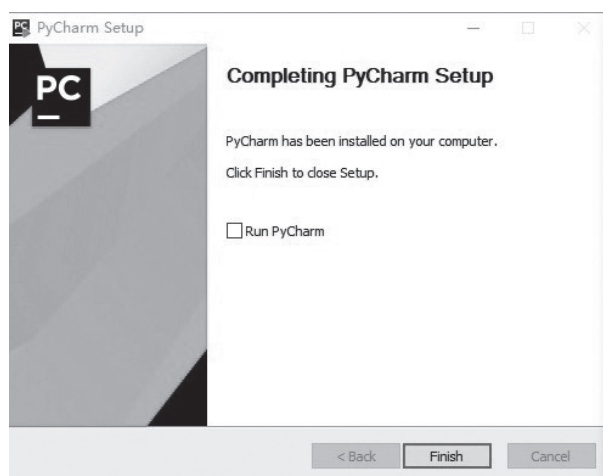 PyCharm Setup
PC
Completing PyCharm Setup
PyCharm has been installed on your computer.
Click Finish to close Setup.
Run PyCharm
< Back
Finish
Cancel